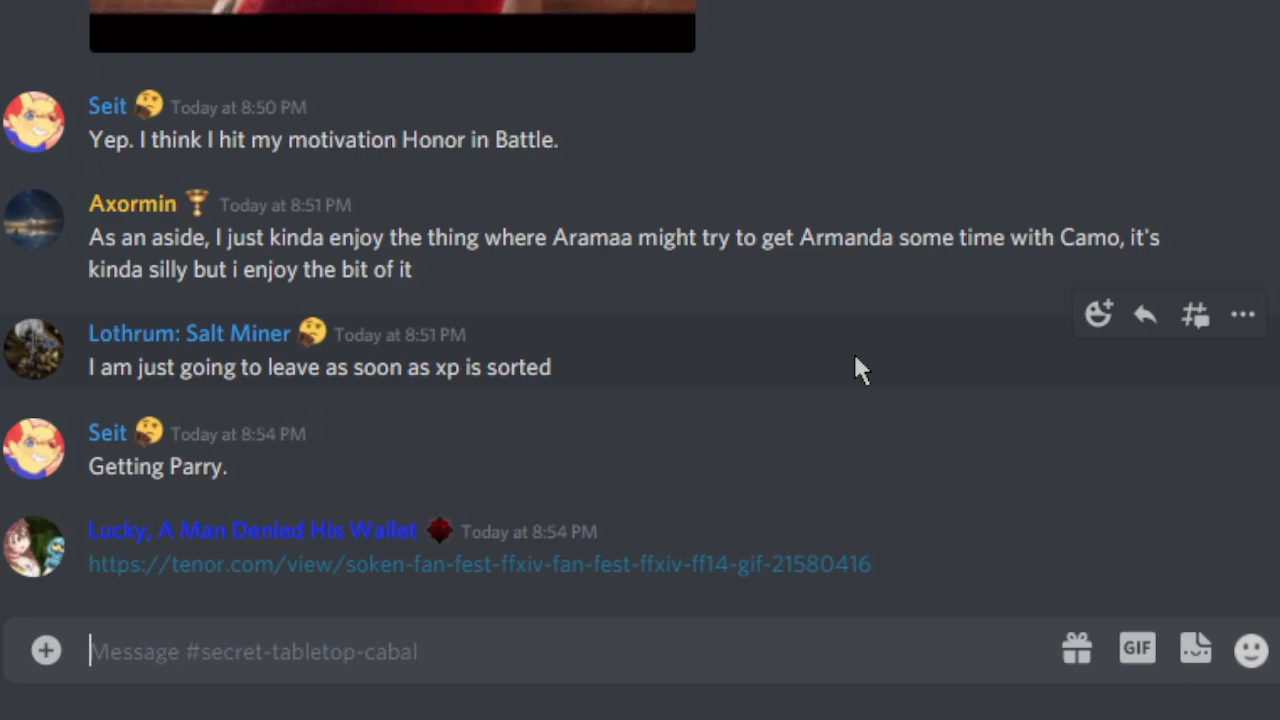 Seit Today at 8:50 PM
Yep. I think I hit my motivation Honor in Battle.
Axormin Today at 8:51 PM
As an aside, I just kinda enjoy the thing where Aramaa might try to get Armanda some time with Camo, it's
kinda silly but i enjoy the bit of it
Lothrum: Salt Miner Today at 8:51 PM
I am just going to leave as soon as xp is sorted
Seit Today at 8:54 PM
Getting Parry.
Lucky, A Man Denied His Wallet Today at 8:54 PM
https://tenor.com/view/soken-fan-fest-ffxiv-fan-fest-ffxiv-ff14-gif-21580416
Message #secret-tabletop-cabal
GIF